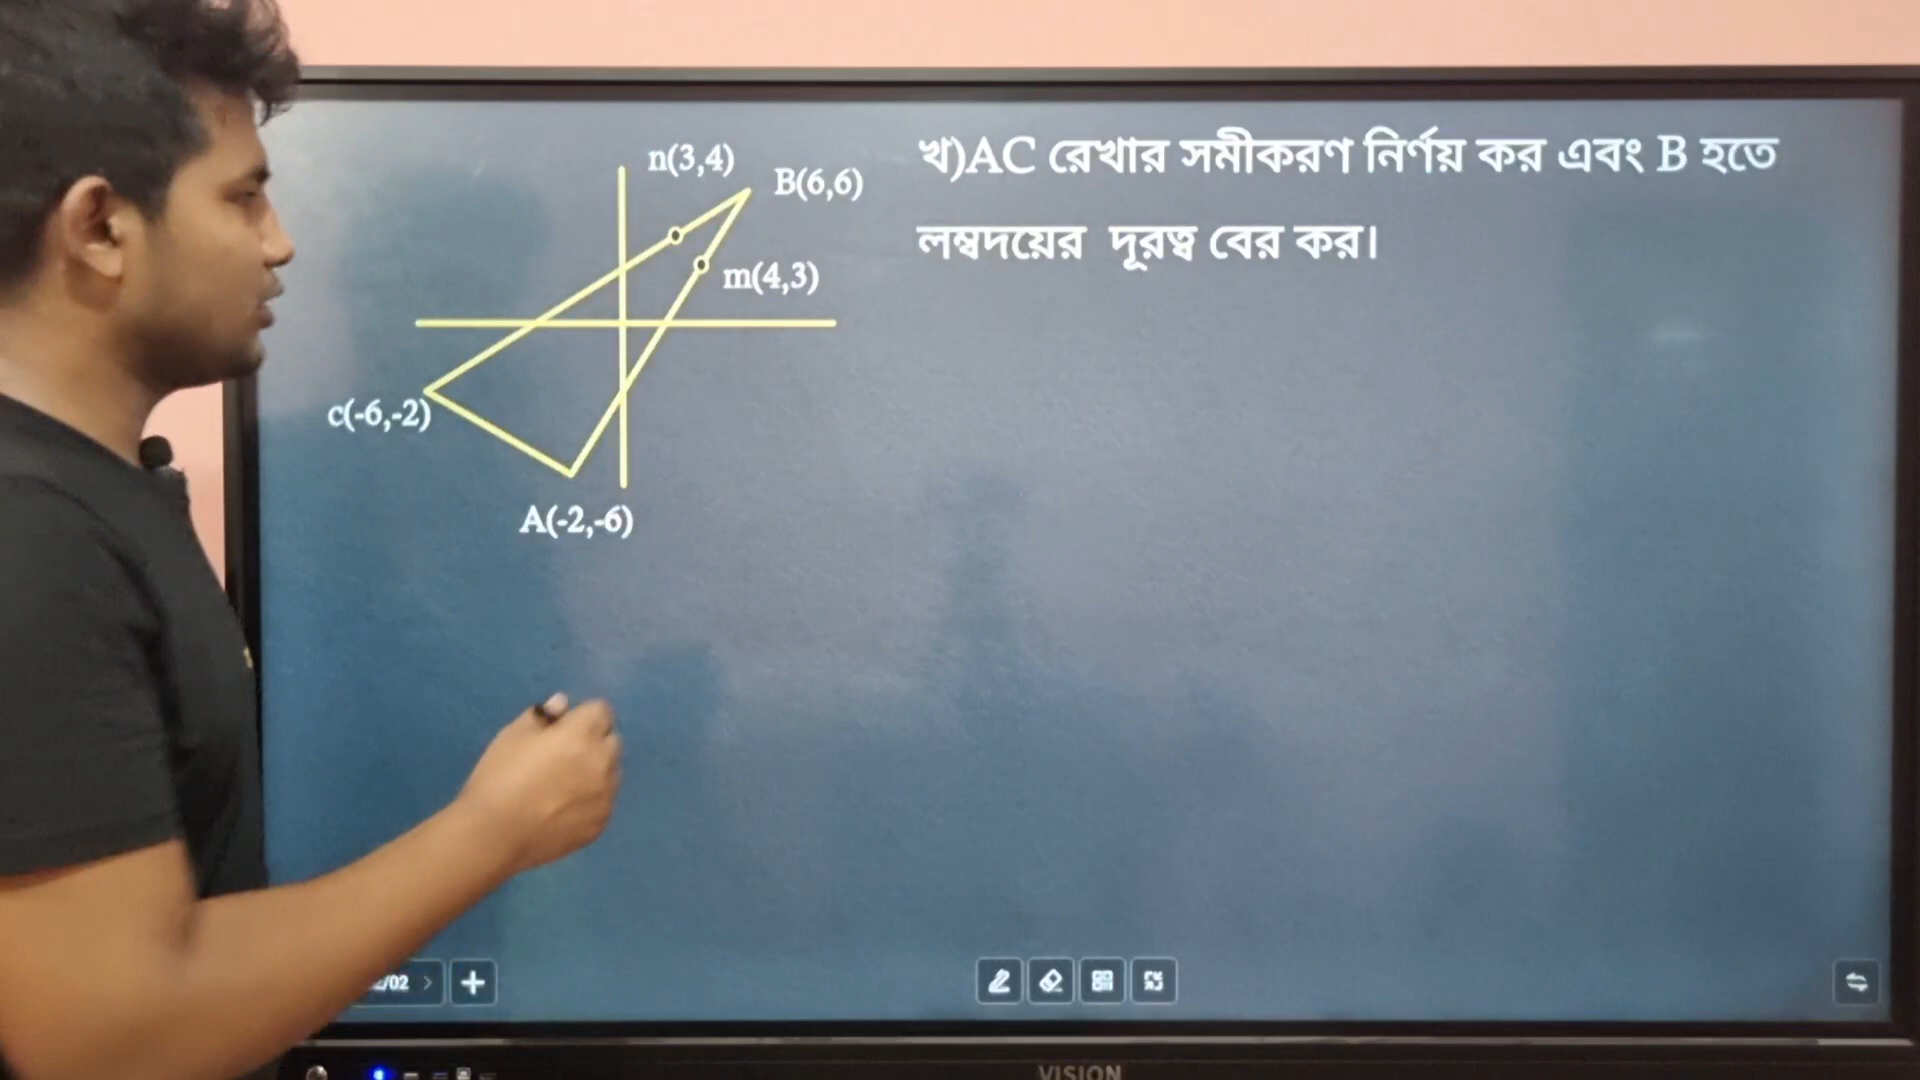 n(3,4)
B(6,6)
m(4,3)
c(-6,-2)
A(-2,-6)
খ)AC রেখার সমীকরণ নির্ণয় কর এবং B হতে
লম্বদয়ের দূরত্ব বের কর।
/02
VISION